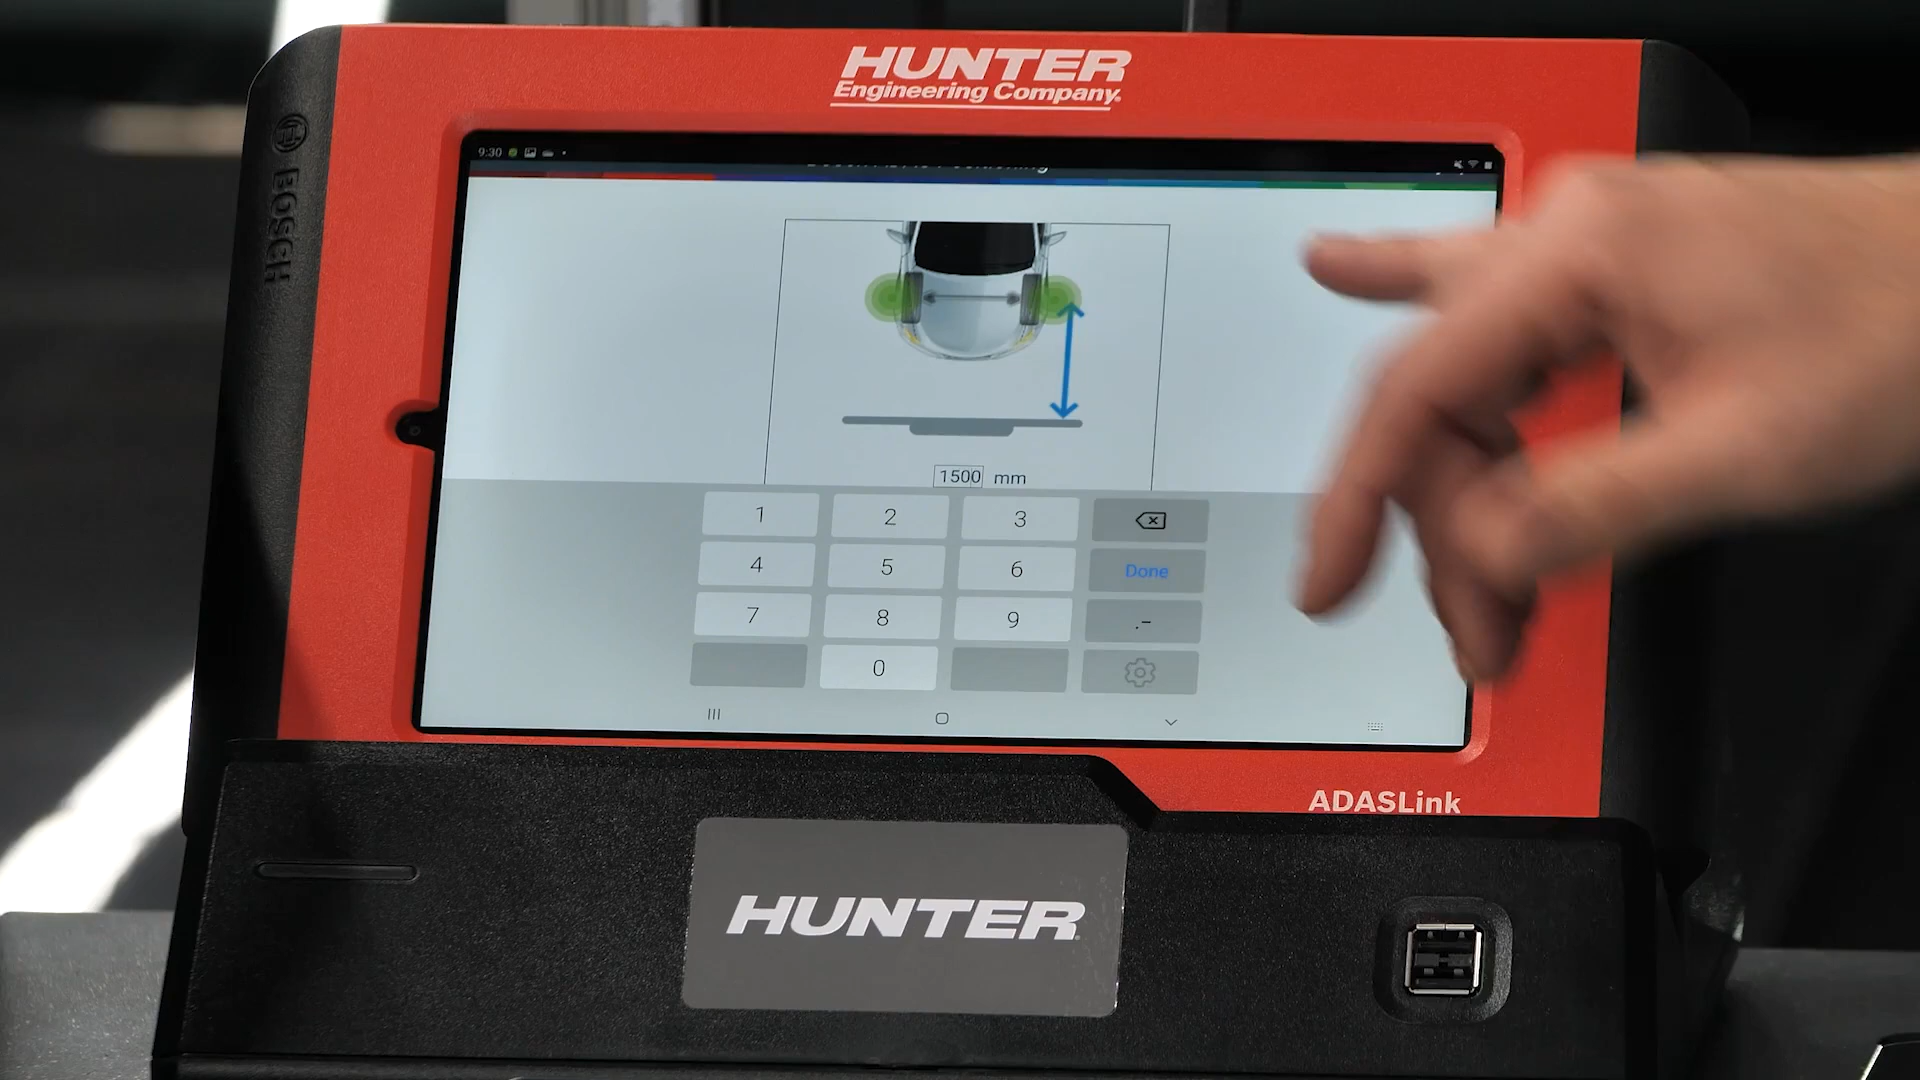 HUNTER
Engineering Company®
BOSCH
9:30
1500 mm
1 2 3
4 5 6 Done
7 8 9 .-
0
ADASLink
HUNTER